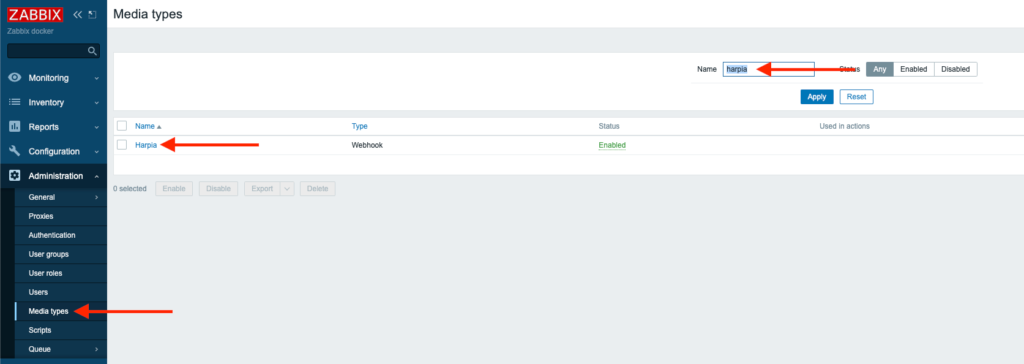 ZABBIX
Zabbix docker
Monitoring
Inventory
Reports
Configuration
Administration
General
Proxies
Authentication
User groups
User roles
Users
Media types
Scripts
Queue
Media types
Name harpia Status Any Enabled Disabled
Apply Reset
Name Type Status Used in actions
Harpia Webhook Enabled
0 selected Enable Disable Export Delete